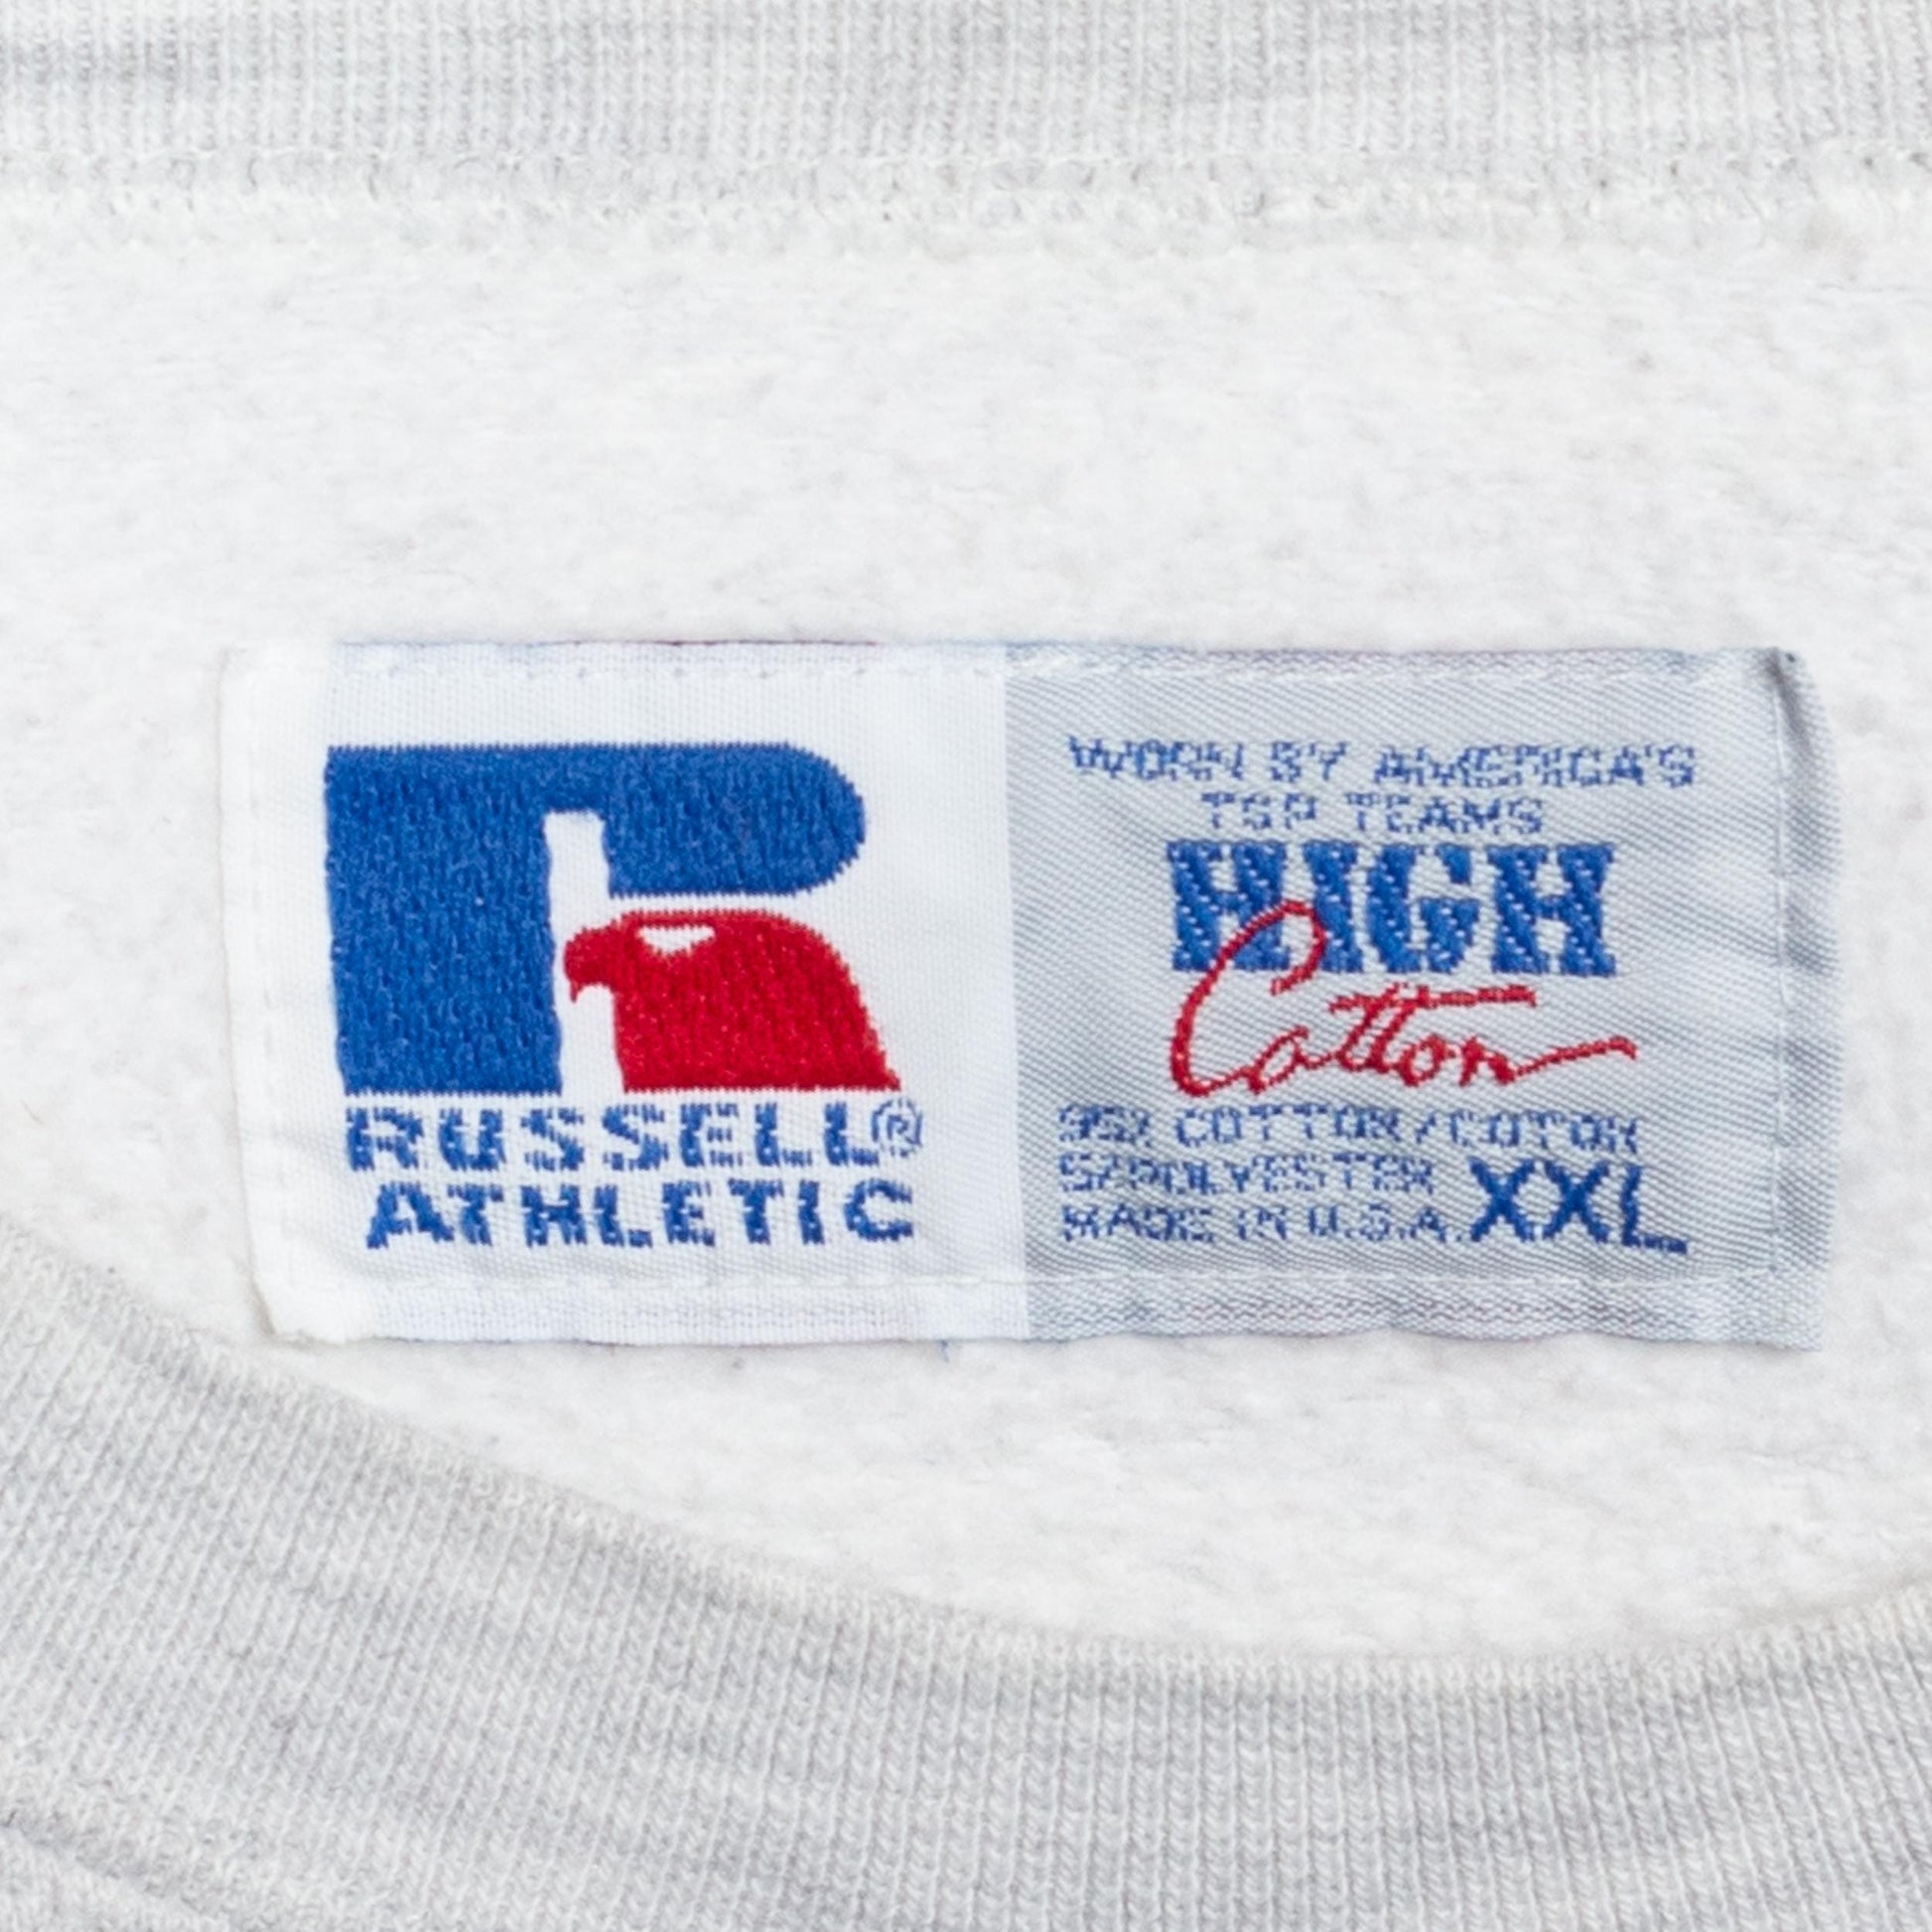 RUSSELL®
ATHLETIC
WORN BY AMERICA'S
TOP TEAMS
HIGH
Cotton
95% COTTON/COTON
5/POLYESTER
MADE IN U.S.A. XXL